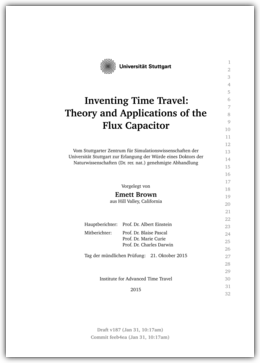 Universität Stuttgart
Inventing Time Travel:
Theory and Applications of the
Flux Capacitor
Vom Stuttgarter Zentrum für Simulationswissenschaften der
Universität Stuttgart zur Erlangung der Würde eines Doktors der
Naturwissenschaften (Dr. rer. nat.) genehmigte Abhandlung
Vorgelegt von
Emett Brown
aus Hill Valley, California
Hauptberichter: Prof. Dr. Albert Einstein
Mitberichter: Prof. Dr. Blaise Pascal
Prof. Dr. Marie Curie
Prof. Dr. Charles Darwin
Tag der mündlichen Prüfung: 21. Oktober 2015
Institute for Advanced Time Travel
2015
Draft v587 (Jan 31, 10:17am)
Commit (Jan 31, 10:17am)
1
2
3
4
5
6
7
8
9
10
11
12
13
14
15
16
17
18
19
20
21
22
23
24
25
26
27
28
29
30
31
32